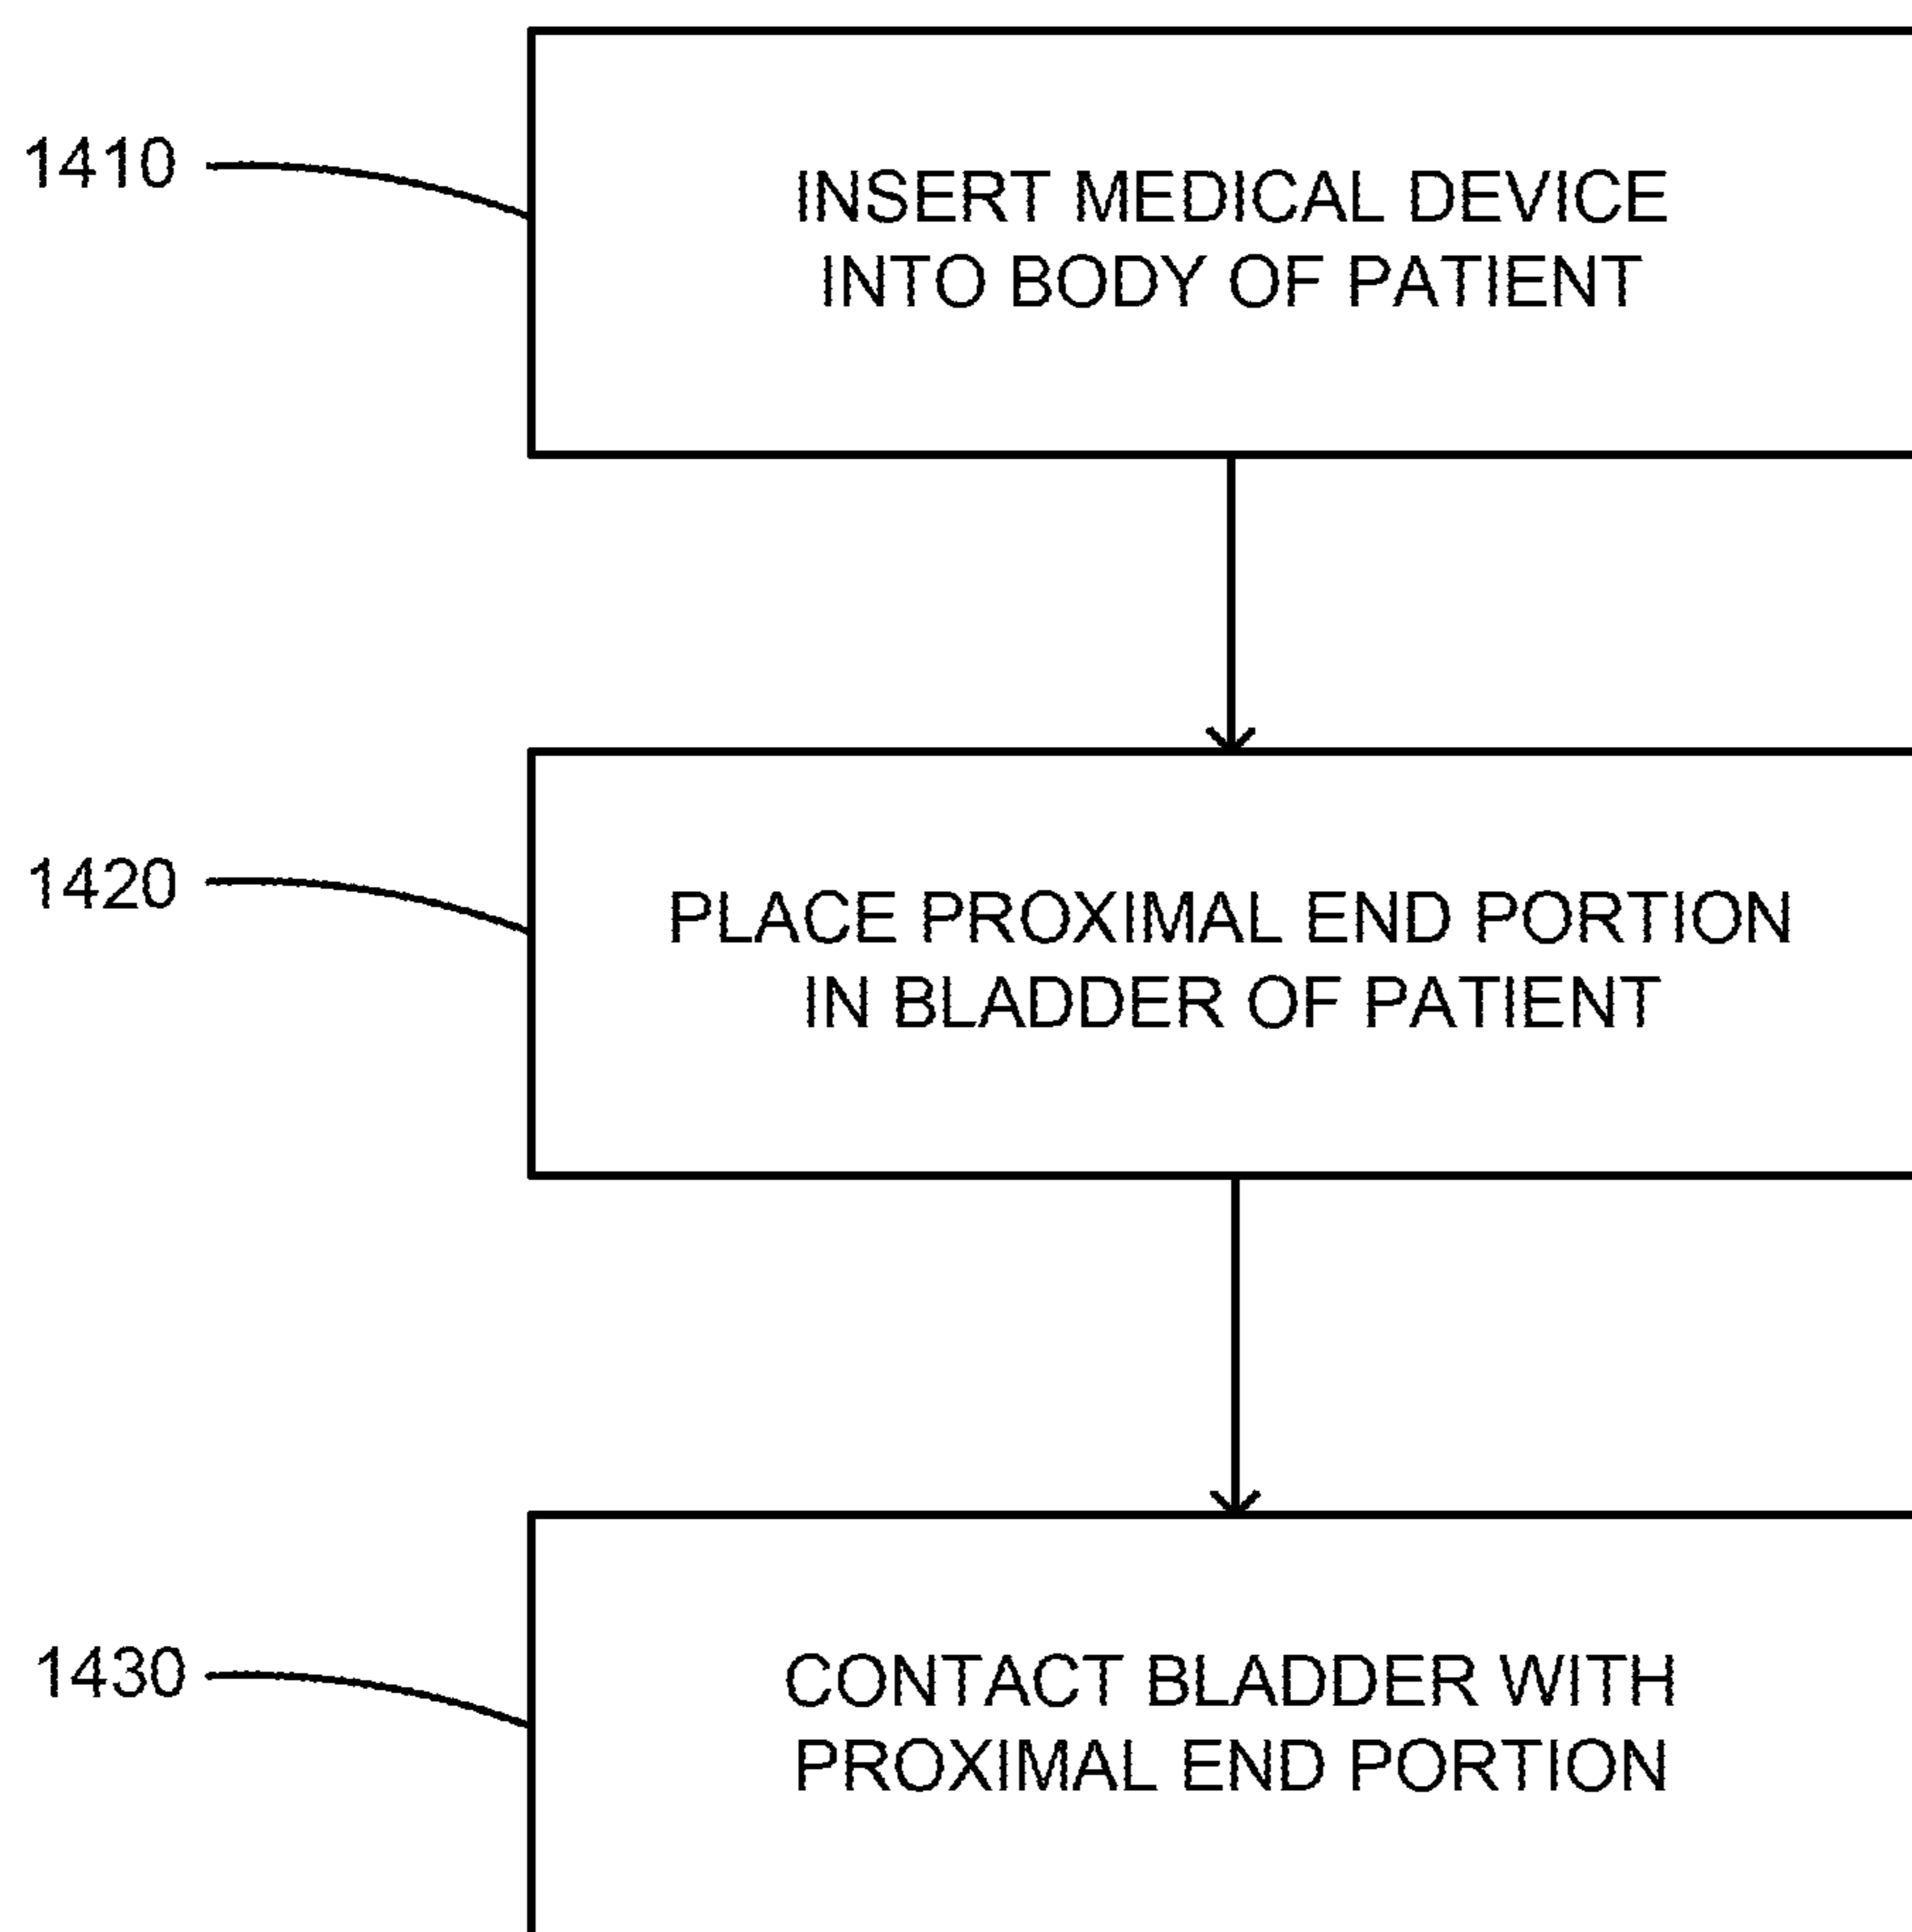 1410
INSERT MEDICAL DEVICE
INTO BODY OF PATIENT
1420
PLACE PROXIMAL END PORTION
IN BLADDER OF PATIENT
1430
CONTACT BLADDER WITH
PROXIMAL END PORTION